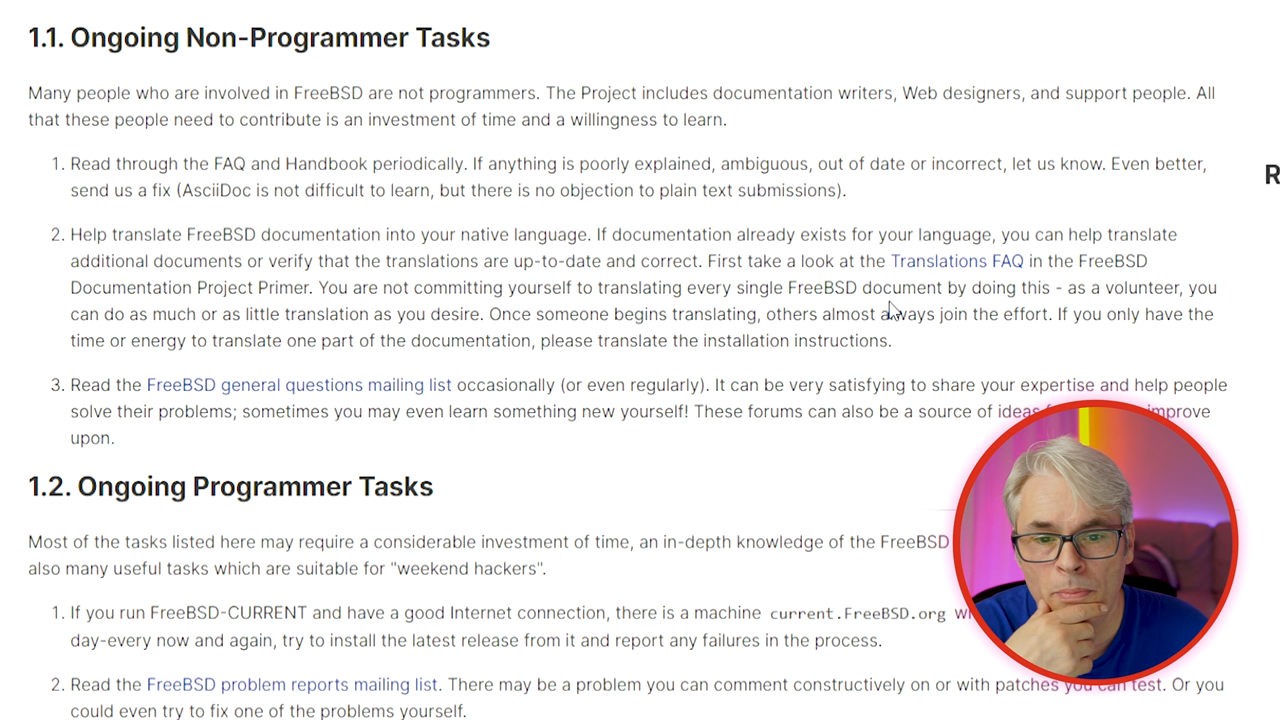 1.1. Ongoing Non-Programmer Tasks
Many people who are involved in FreeBSD are not programmers. The Project includes documentation writers, Web designers, and support people. All
that these people need to contribute is an investment of time and a willingness to learn.
1. Read through the FAQ and Handbook periodically. If anything is poorly explained, ambiguous, out of date or incorrect, let us know. Even better,
R
send us a fix (AsciiDoc is not difficult to learn, but there is no objection to plain text submissions).
2. Help translate FreeBSD documentation into your native language. If documentation already exists for your language, you can help translate
additional documents or verify that the translations are up-to-date and correct. First take a look at the Translations FAQ in the FreeBSD
Documentation Project Primer. You are not committing yourself to translating every single FreeBSD document by doing this - as a volunteer, you
can do as much or as little translation as you desire. Once someone begins translating, others almost always join the effort. If you only have the
time or energy to translate one part of the documentation, please translate the installation instructions.
3. Read the FreeBSD general questions mailing list occasionally (or even regularly). It can be very satisfying to share your expertise and help people
solve their problems; sometimes you may even learn something new yourself! These forums can also be a source of ideas improve
upon.
1.2. Ongoing Programmer Tasks
Most of the tasks listed here may require a considerable investment of time, an in-depth knowledge of the FreeBSD
also many useful tasks which are suitable for "weekend hackers".
1. If you run FreeBSD-CURRENT and have a good Internet connection, there is a machine current.FreeBSD.org
day-every now and again, try to install the latest release from it and report any failures in the process.
2. Read the FreeBSD problem reports mailing list. There may be a problem you can comment constructively on or with patches you can test. Or you
could even try to fix one of the problems yourself.